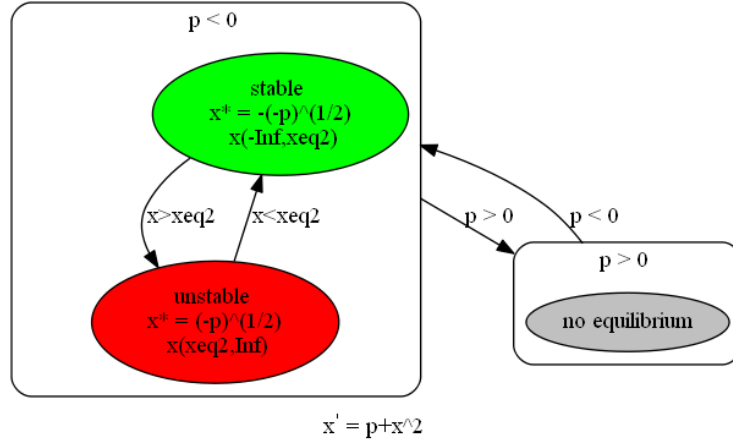 p < 0
stable
x* = -(-p)^(1/2)
x(-Inf,xeq2)
x>xeq2
x<xeq2
unstable
x* = (-p)^(1/2)
x(xeq2,Inf)
p > 0
p < 0
p > 0
no equilibrium
x' = p+x^2